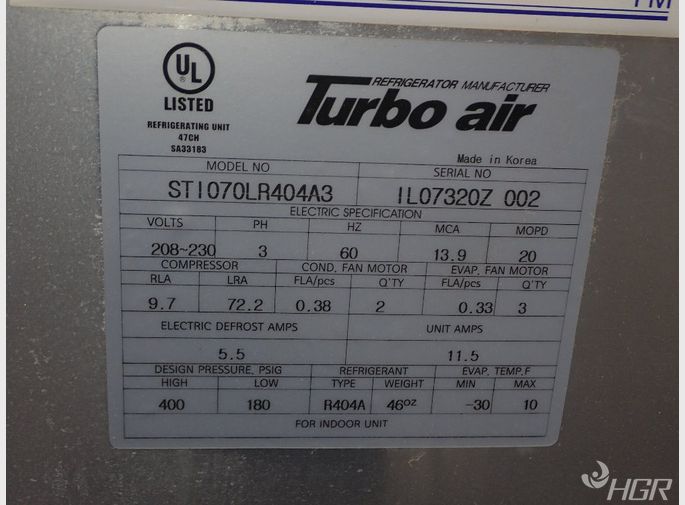 TM
UL
LISTED
REFRIGERATING UNIT
47CH
SA33183
REFRIGERATOR MANUFACTURER
Turbo air
Made in Korea
MODEL NO SERIAL NO
STI070LR404A3 IL07320Z 002
ELECTRIC SPECIFICATION
VOLTS PH HZ MCA MOPD
208~230 3 60 13.9 20
COMPRESSOR COND. FAN MOTOR EVAP. FAN MOTOR
RLA LRA FLA/pcs Q'TY FLA/pcs Q'TY
9.7 72.2 0.38 2 0.33 3
ELECTRIC DEFROST AMPS UNIT AMPS
5.5 11.5
DESIGN PRESSURE, PSIG REFRIGERANT EVAP. TEMP.F
HIGH LOW TYPE WEIGHT MIN MAX
400 180 R404A 46oz -30 10
FOR INDOOR UNIT
HGR